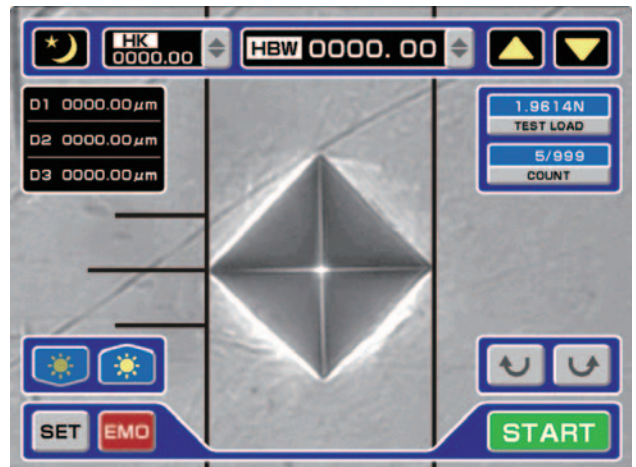 HK
0000.00
HBW 0000.00
D1 0000.00μm
D2 0000.00μm
D3 0000.00μm
1.9614N
TEST LOAD
5/999
COUNT
SET
EMO
START